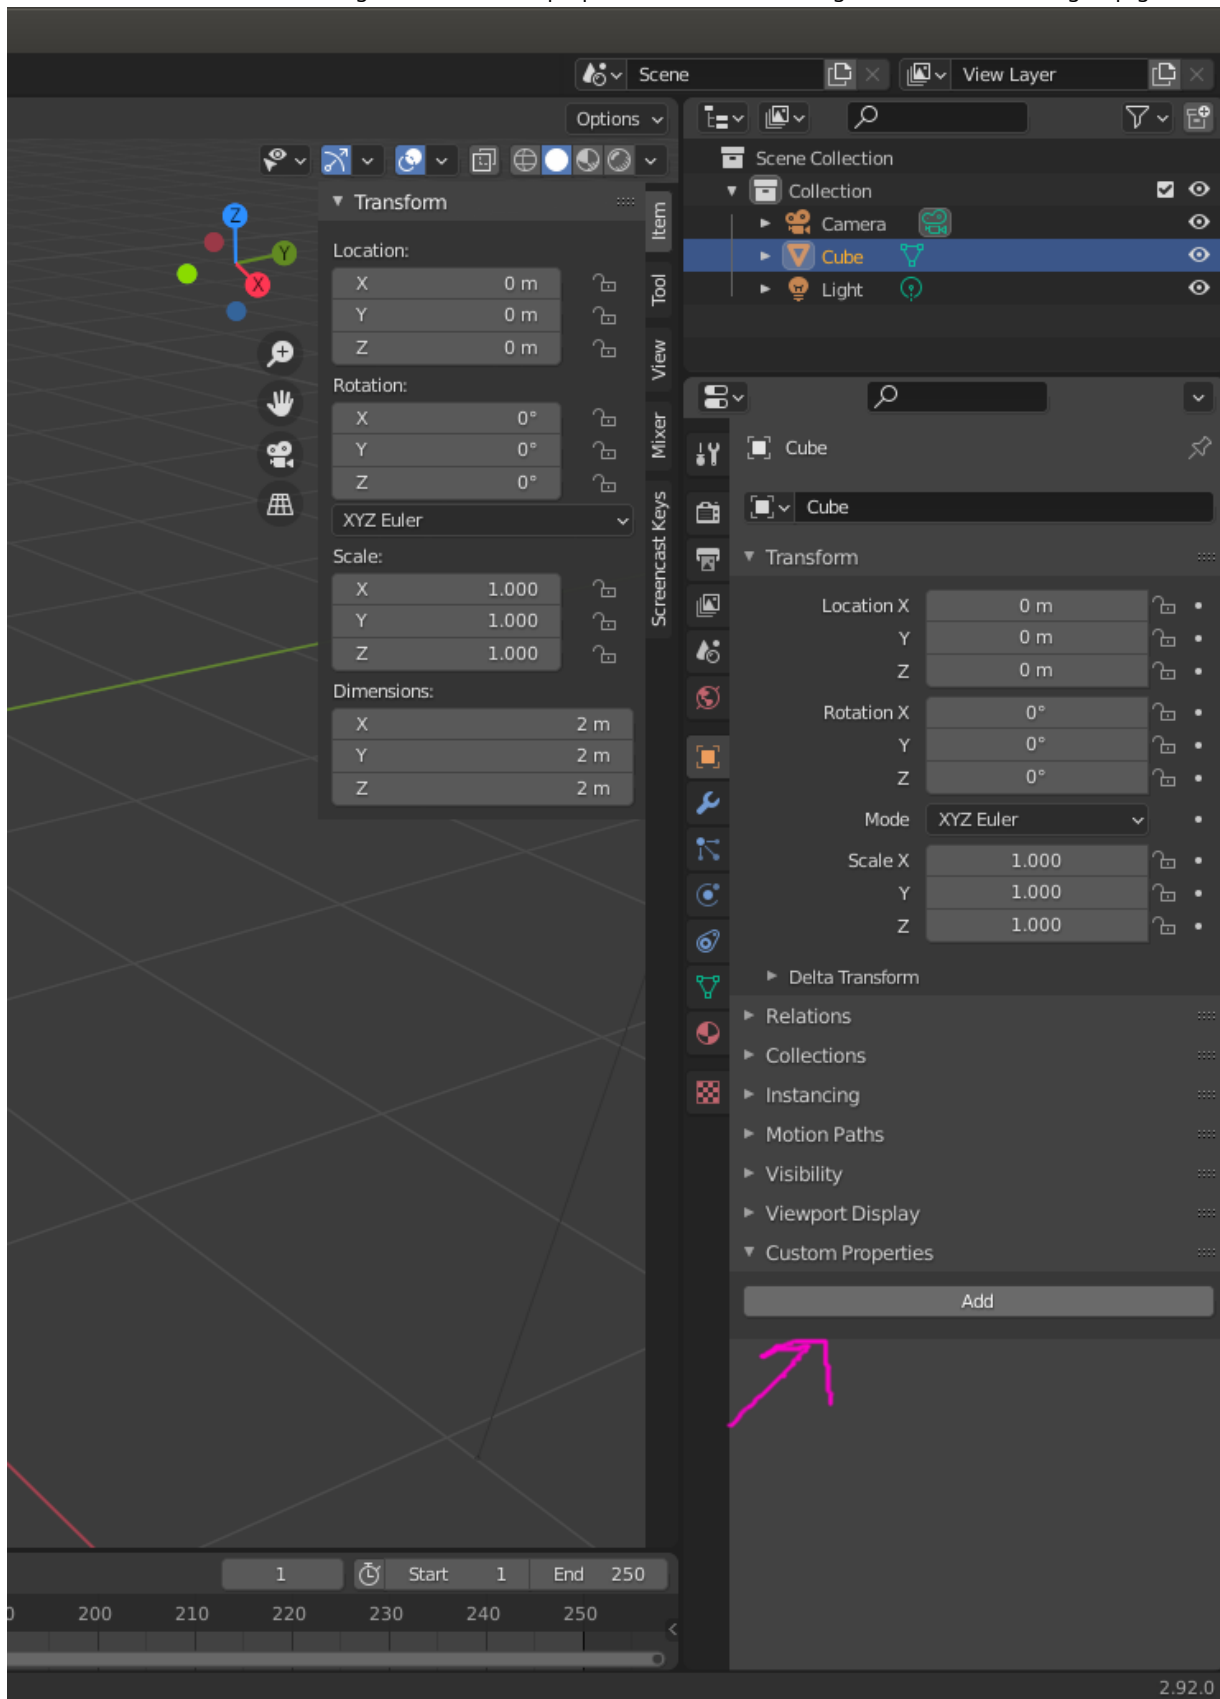 Scene View Layer
Options
Scene Collection
Collection
Camera
Cube
Light
Z
Y
X
Transform
Location:
X 0 m
Y 0 m
Z 0 m
Rotation:
X 0°
Y 0°
Z 0°
XYZ Euler
Scale:
X 1.000
Y 1.000
Z 1.000
Dimensions:
X 2 m
Y 2 m
Z 2 m
Item
Tool
View
Mixer
Screencast Keys
Cube
Cube
Transform
Location X 0 m
Y 0 m
Z 0 m
Rotation X 0°
Y 0°
Z 0°
Mode XYZ Euler
Scale X 1.000
Y 1.000
Z 1.000
Delta Transform
Relations
Collections
Instancing
Motion Paths
Visibility
Viewport Display
Custom Properties
Add
1 Start 1 End 250
200 210 220 230 240 250
2.92.0